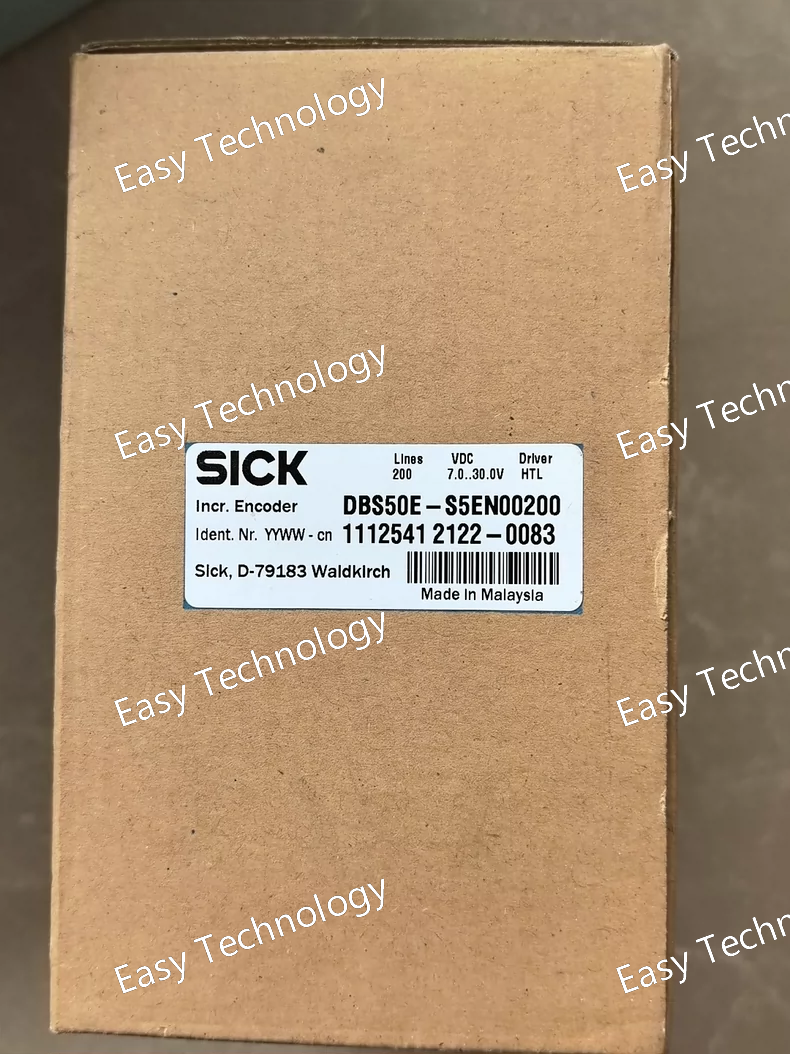 Easy Technology
Easy Techn
Easy Technology
Easy Techn
SICK
Lines VDC Driver
200 7.0..30.0V HTL
Incr. Encoder DBS50E-S5EN00200
Ident. Nr. YYWW-cn 1112541 2122-0083
Sick, D-79183 Waldkirch
Made in Malaysia
Easy Technology
Easy Techn
Easy Technology
Easy Techn